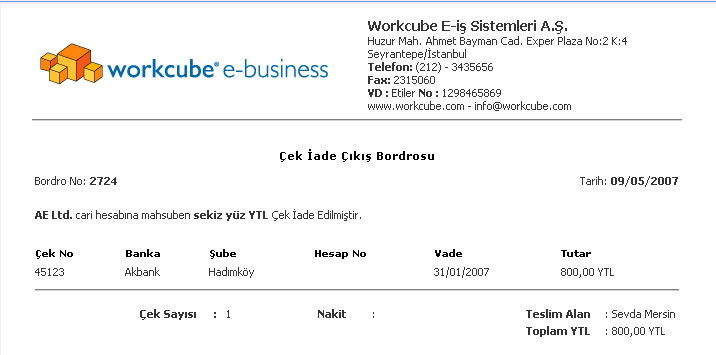 workcube® e-business
Workcube E-iş Sistemleri A.Ş.
Huzur Mah. Ahmet Bayman Cad. Exper Plaza No:2 K:4
Seyrantepe/İstanbul
Telefon: (212) - 3435656
Fax: 2315060
VD : Etiler No : 1298465869
www.workcube.com - info@workcube.com
Çek İade Çıkış Bordrosu
Bordro No: 2724 Tarih: 09/05/2007
AE Ltd. cari hesabına mahsuben sekiz yüz YTL Çek İade Edilmiştir.
Çek No Banka Şube Hesap No Vade Tutar
45123 Akbank Hadımköy 31/01/2007 800,00 YTL
Çek Sayısı : 1 Nakit : Teslim Alan : Sevda Mersin
Toplam YTL : 800,00 YTL